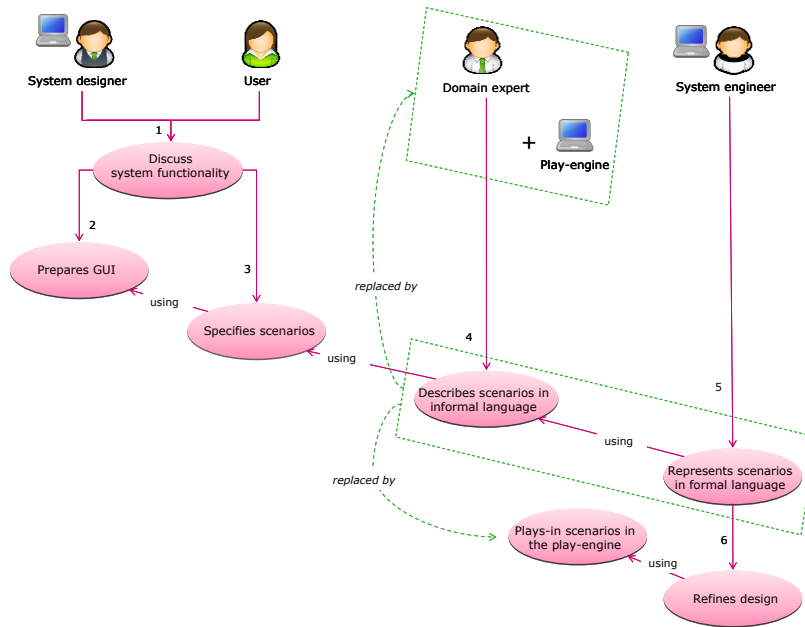 System designer
User
Domain expert
System engineer
1
+
Play-engine
Discuss
system functionality
2
3
Prepares GUI
replaced by
using
Specifies scenarios
4
using
5
Describes scenarios in
informal language
using
Represents scenarios
in formal language
replaced by
Plays-in scenarios in
the play-engine
6
using
Refines design